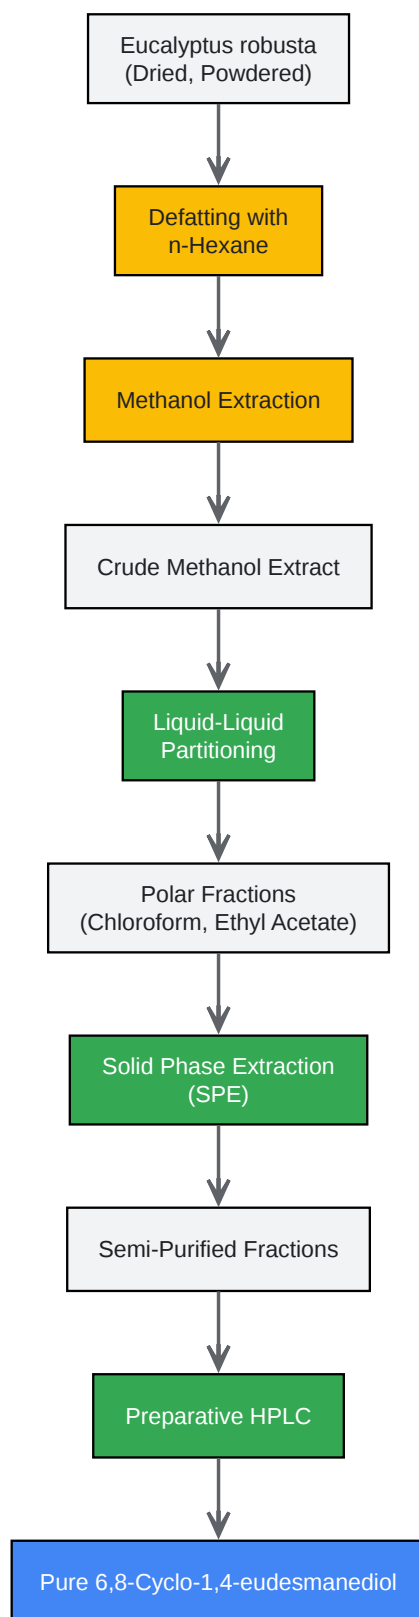 Eucalyptus robusta
(Dried, Powdered)
Defatting with
n-Hexane
Methanol Extraction
Crude Methanol Extract
Liquid-Liquid
Partitioning
Polar Fractions
(Chloroform, Ethyl Acetate)
Solid Phase Extraction
(SPE)
Semi-Purified Fractions
Preparative HPLC
Pure 6,8-Cyclo-1,4-eudesmanediol